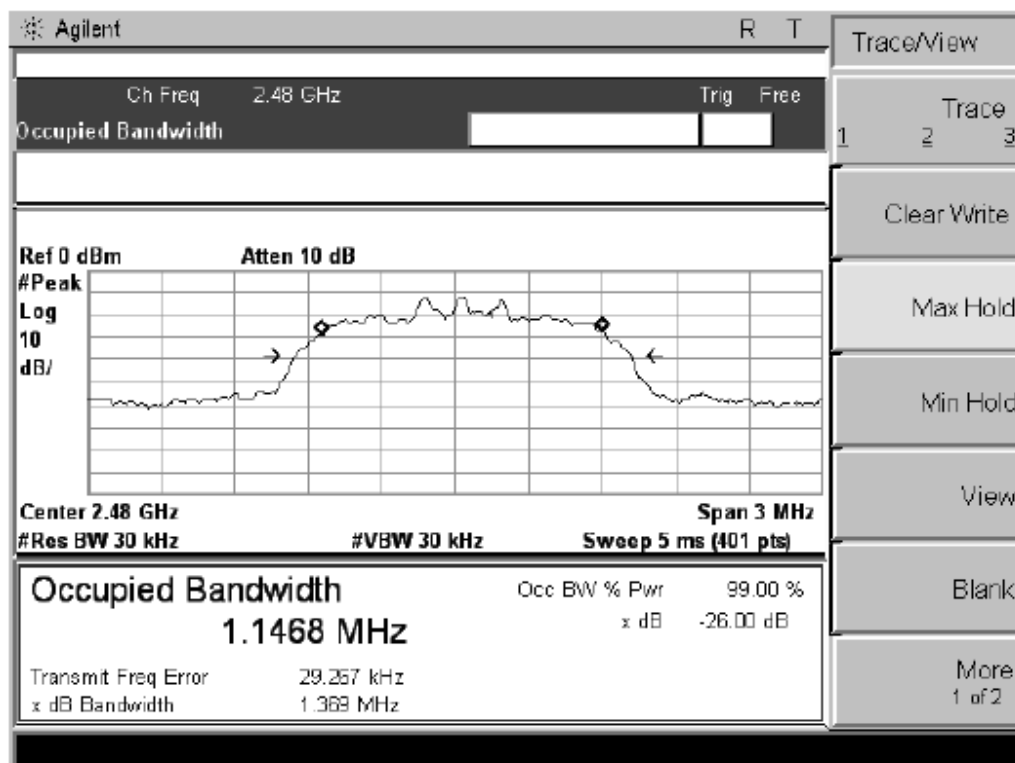 Agilent R T
Trace/View
Ch Freq 2.48 GHz Trig Free
Occupied Bandwidth
Trace
1 2 3
Clear Write
Ref 0 dBm Atten 10 dB
#Peak
Log
10
dB/
Max Hold
Min Hold
Center 2.48 GHz Span 3 MHz
#Res BW 30 kHz #VBW 30 kHz Sweep 5 ms (401 pts)
View
Occupied Bandwidth Occ BW % Pwr 99.00 %
1.1468 MHz x dB -26.00 dB
Blank
Transmit Freq Error 29.267 kHz
x dB Bandwidth 1.369 MHz
More
1 of 2